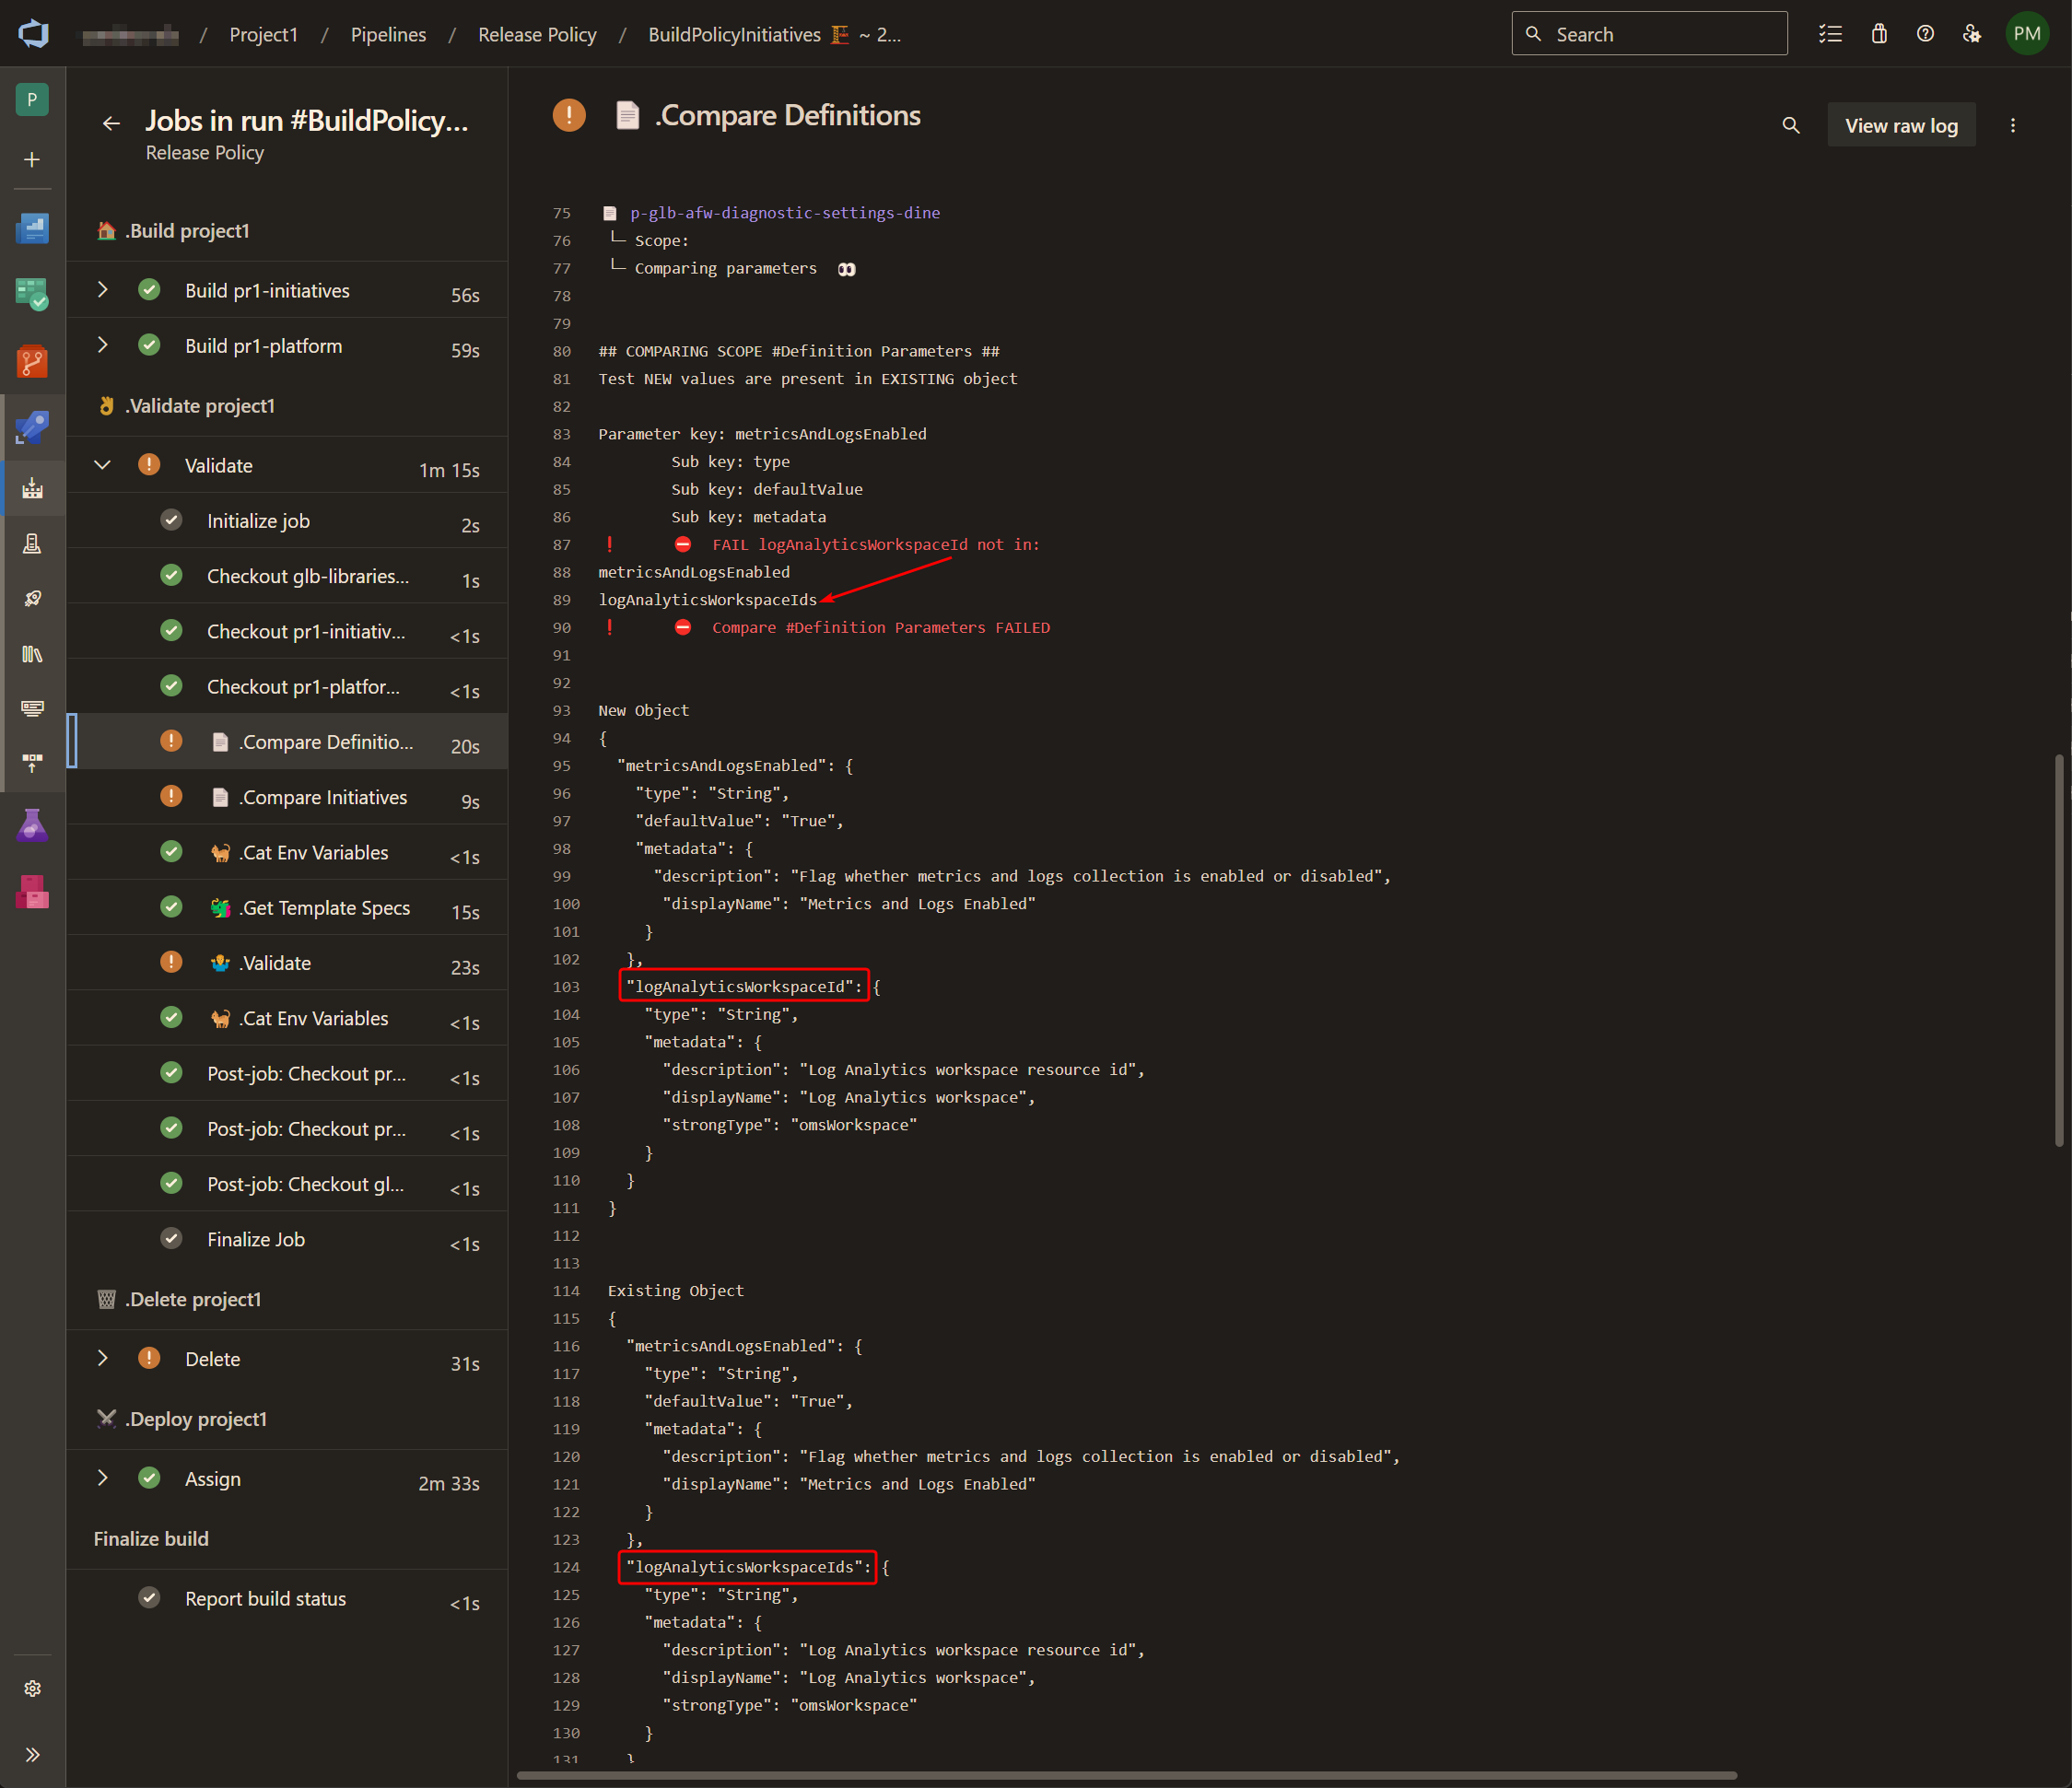 / Project1 / Pipelines / Release Policy / BuildPolicyInitiatives ~ 2...
Search
PM
P
Jobs in run #BuildPolicy...
Release Policy
.Build project1
Build pr1-initiatives 56s
Build pr1-platform 59s
.Validate project1
Validate 1m 15s
Initialize job 2s
Checkout glb-libraries... 1s
Checkout pr1-initiativ... <1s
Checkout pr1-platfor... <1s
.Compare Definitio... 20s
.Compare Initiatives 9s
.Cat Env Variables <1s
.Get Template Specs 15s
.Validate 23s
.Cat Env Variables <1s
Post-job: Checkout pr... <1s
Post-job: Checkout pr... <1s
Post-job: Checkout gl... <1s
Finalize Job <1s
.Delete project1
Delete 31s
.Deploy project1
Assign 2m 33s
Finalize build
Report build status <1s
.Compare Definitions
View raw log
75 p-glb-afw-diagnostic-settings-dine
76 └─ Scope:
77 └─ Comparing parameters
78
79
80 ## COMPARING SCOPE #Definition Parameters ##
81 Test NEW values are present in EXISTING object
82
83 Parameter key: metricsAndLogsEnabled
84 Sub key: type
85 Sub key: defaultValue
86 Sub key: metadata
87 ❗ ⛔ FAIL logAnalyticsWorkspaceId not in:
88 metricsAndLogsEnabled
89 logAnalyticsWorkspaceIds
90 ❗ ⛔ Compare #Definition Parameters FAILED
91
92
93 New Object
94 {
95 "metricsAndLogsEnabled": {
96 "type": "String",
97 "defaultValue": "True",
98 "metadata": {
99 "description": "Flag whether metrics and logs collection is enabled or disabled",
100 "displayName": "Metrics and Logs Enabled"
101 }
102 },
103 "logAnalyticsWorkspaceId": {
104 "type": "String",
105 "metadata": {
106 "description": "Log Analytics workspace resource id",
107 "displayName": "Log Analytics workspace",
108 "strongType": "omsWorkspace"
109 }
110 }
111 }
112
113
114 Existing Object
115 {
116 "metricsAndLogsEnabled": {
117 "type": "String",
118 "defaultValue": "True",
119 "metadata": {
120 "description": "Flag whether metrics and logs collection is enabled or disabled",
121 "displayName": "Metrics and Logs Enabled"
122 }
123 },
124 "logAnalyticsWorkspaceIds": {
125 "type": "String",
126 "metadata": {
127 "description": "Log Analytics workspace resource id",
128 "displayName": "Log Analytics workspace",
129 "strongType": "omsWorkspace"
130 }
131 }